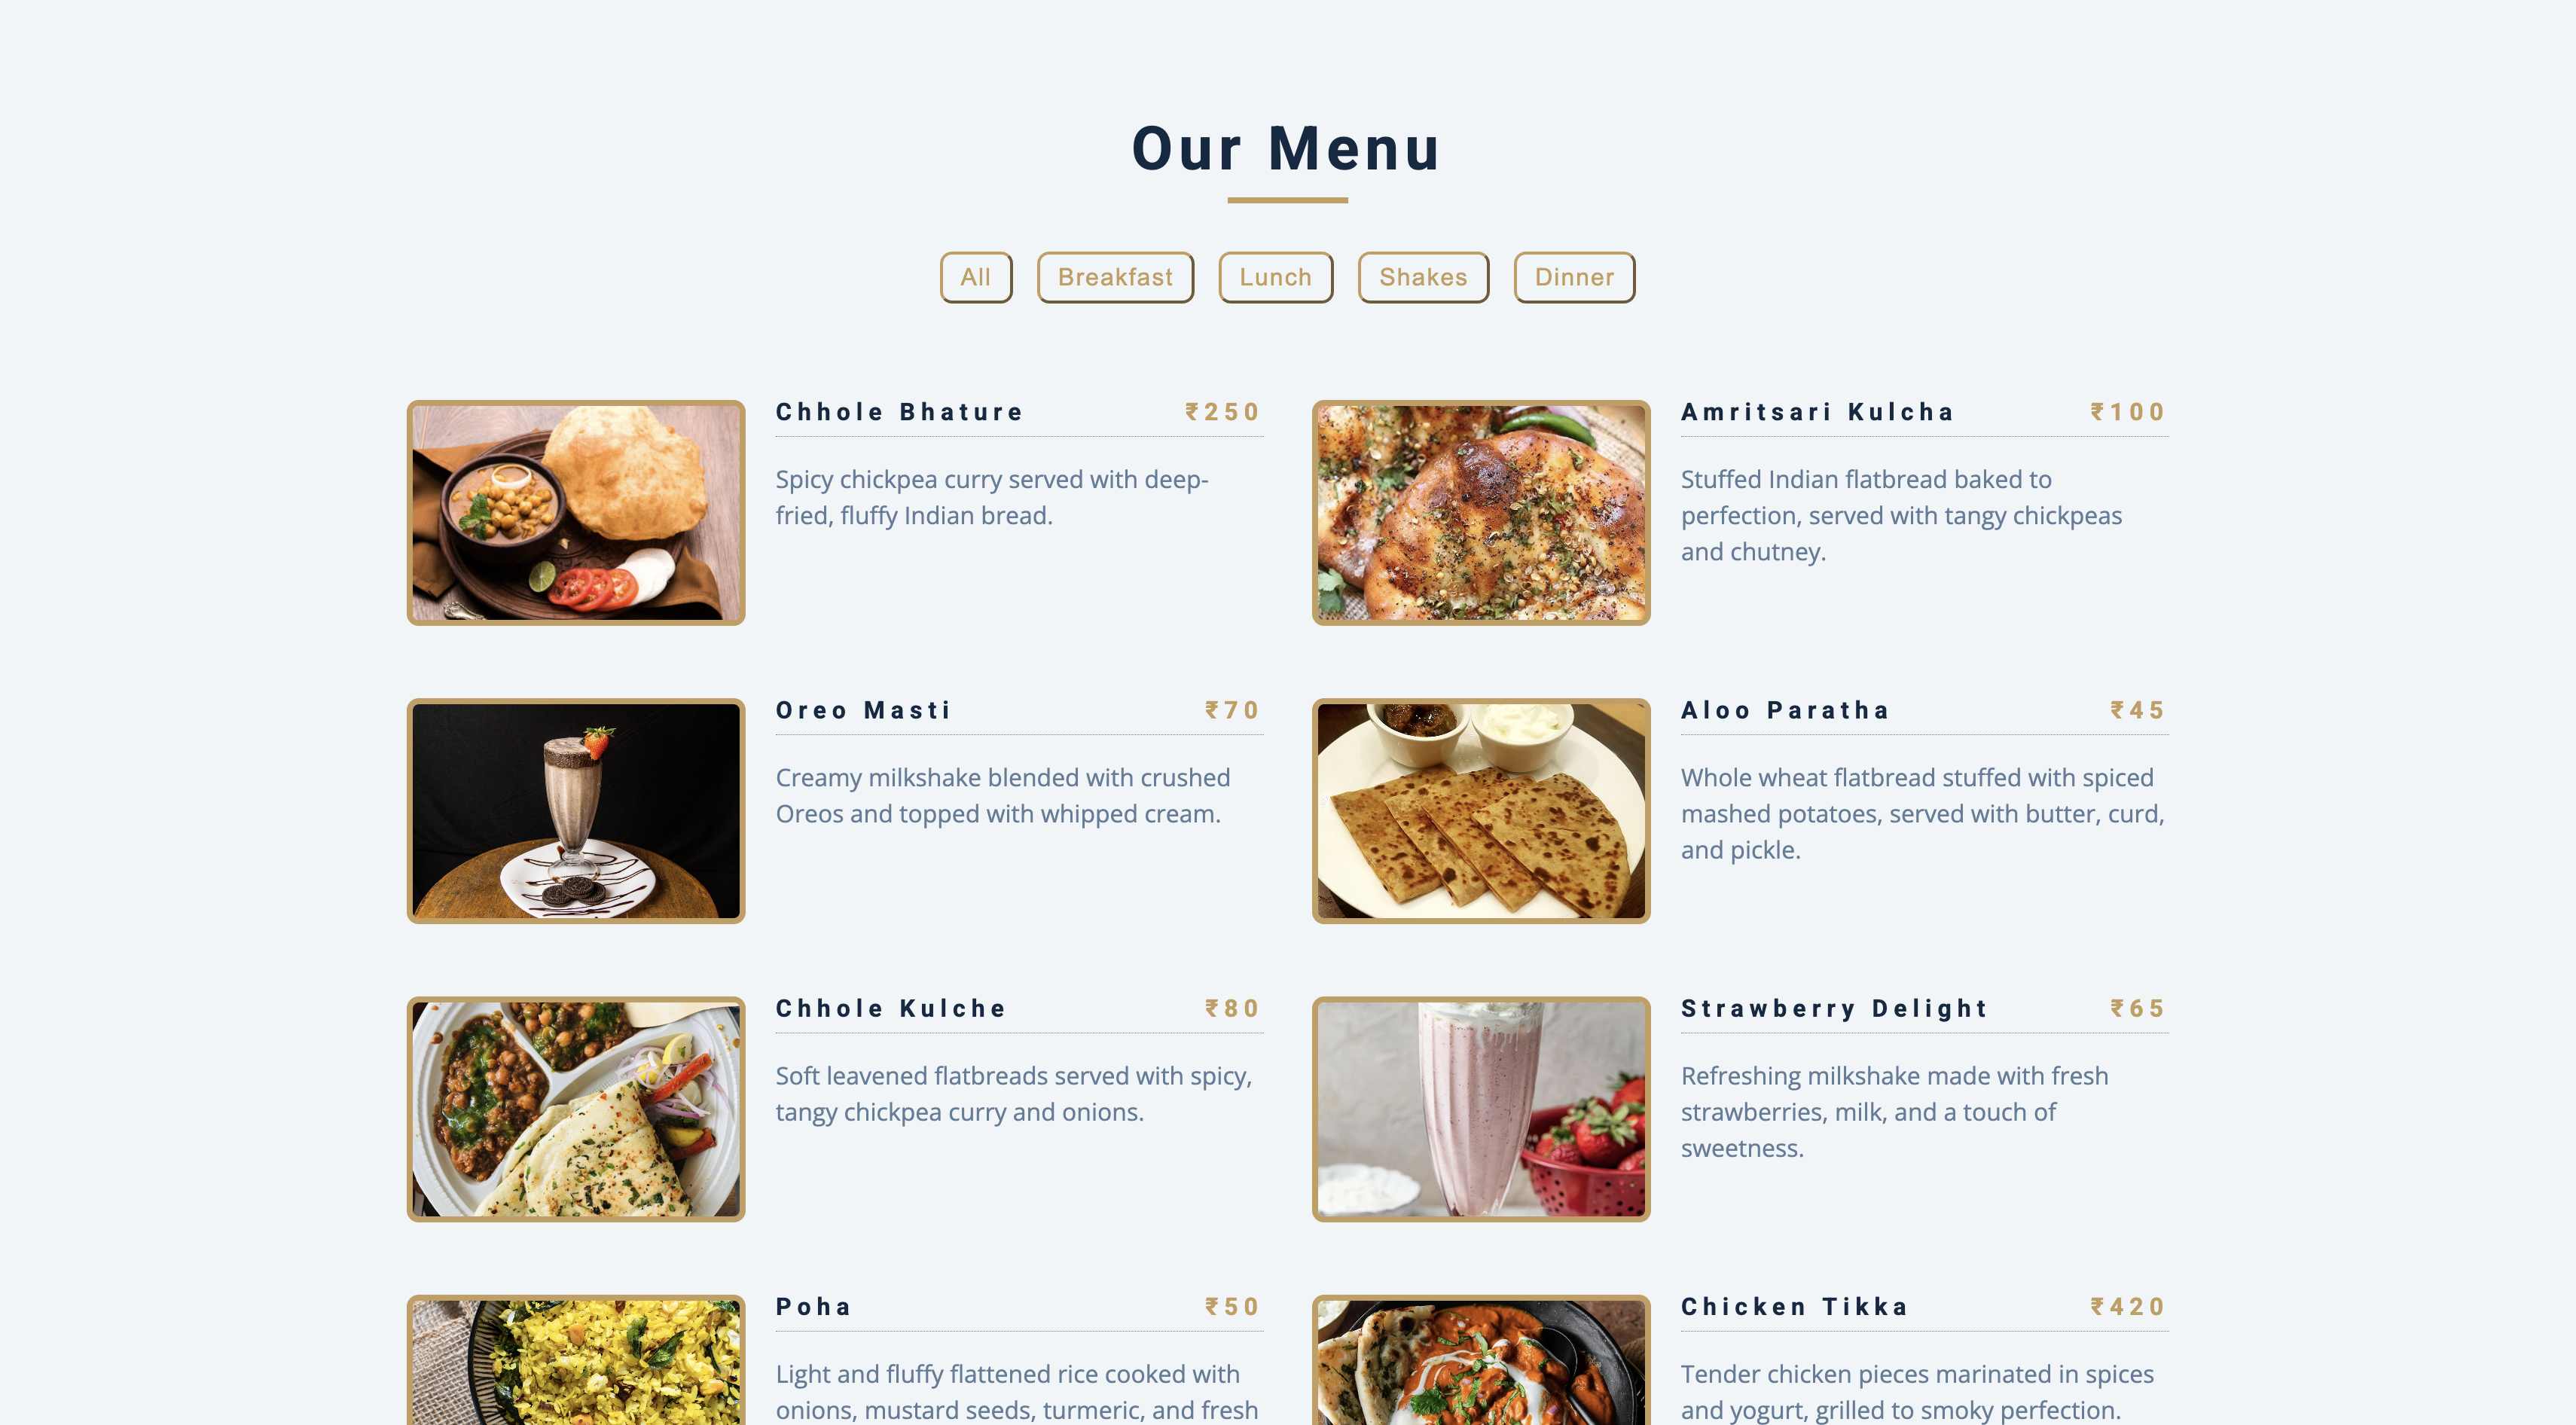 Our Menu
All
Breakfast
Lunch
Shakes
Dinner
Chhole Bhature ₹250
Spicy chickpea curry served with deep-
fried, fluffy Indian bread.
Amritsari Kulcha ₹100
Stuffed Indian flatbread baked to
perfection, served with tangy chickpeas
and chutney.
Oreo Masti ₹70
Creamy milkshake blended with crushed
Oreos and topped with whipped cream.
Aloo Paratha ₹45
Whole wheat flatbread stuffed with spiced
mashed potatoes, served with butter, curd,
and pickle.
Chhole Kulche ₹80
Soft leavened flatbreads served with spicy,
tangy chickpea curry and onions.
Strawberry Delight ₹65
Refreshing milkshake made with fresh
strawberries, milk, and a touch of
sweetness.
Poha ₹50
Light and fluffy flattened rice cooked with
onions, mustard seeds, turmeric, and fresh
Chicken Tikka ₹420
Tender chicken pieces marinated in spices
and yogurt, grilled to smoky perfection.